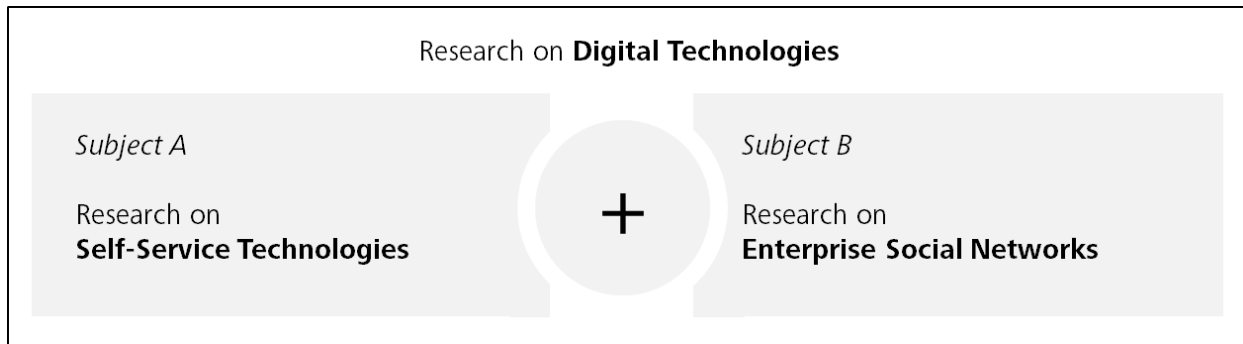 Research on Digital Technologies
Subject A
Research on
Self-Service Technologies
+
Subject B
Research on
Enterprise Social Networks